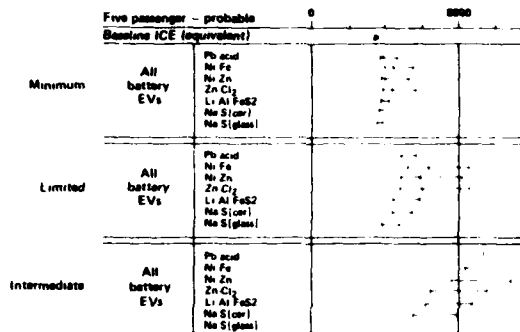 Five passenger – probable 0 8000
Baseline ICE (equivalent)
Minimum All battery EVs
Pb acid
Ni Fe
Ni Zn
Zn Cl2
Li Al FeS2
Na S(cer)
Na S(glass)
Limited All battery EVs
Pb acid
Ni Fe
Ni Zn
Zn Cl2
Li Al FeS2
Na S(cer)
Na S(glass)
Intermediate All battery EVs
Pb acid
Ni Fe
Ni Zn
Zn Cl2
Li Al FeS2
Na S(cer)
Na S(glass)